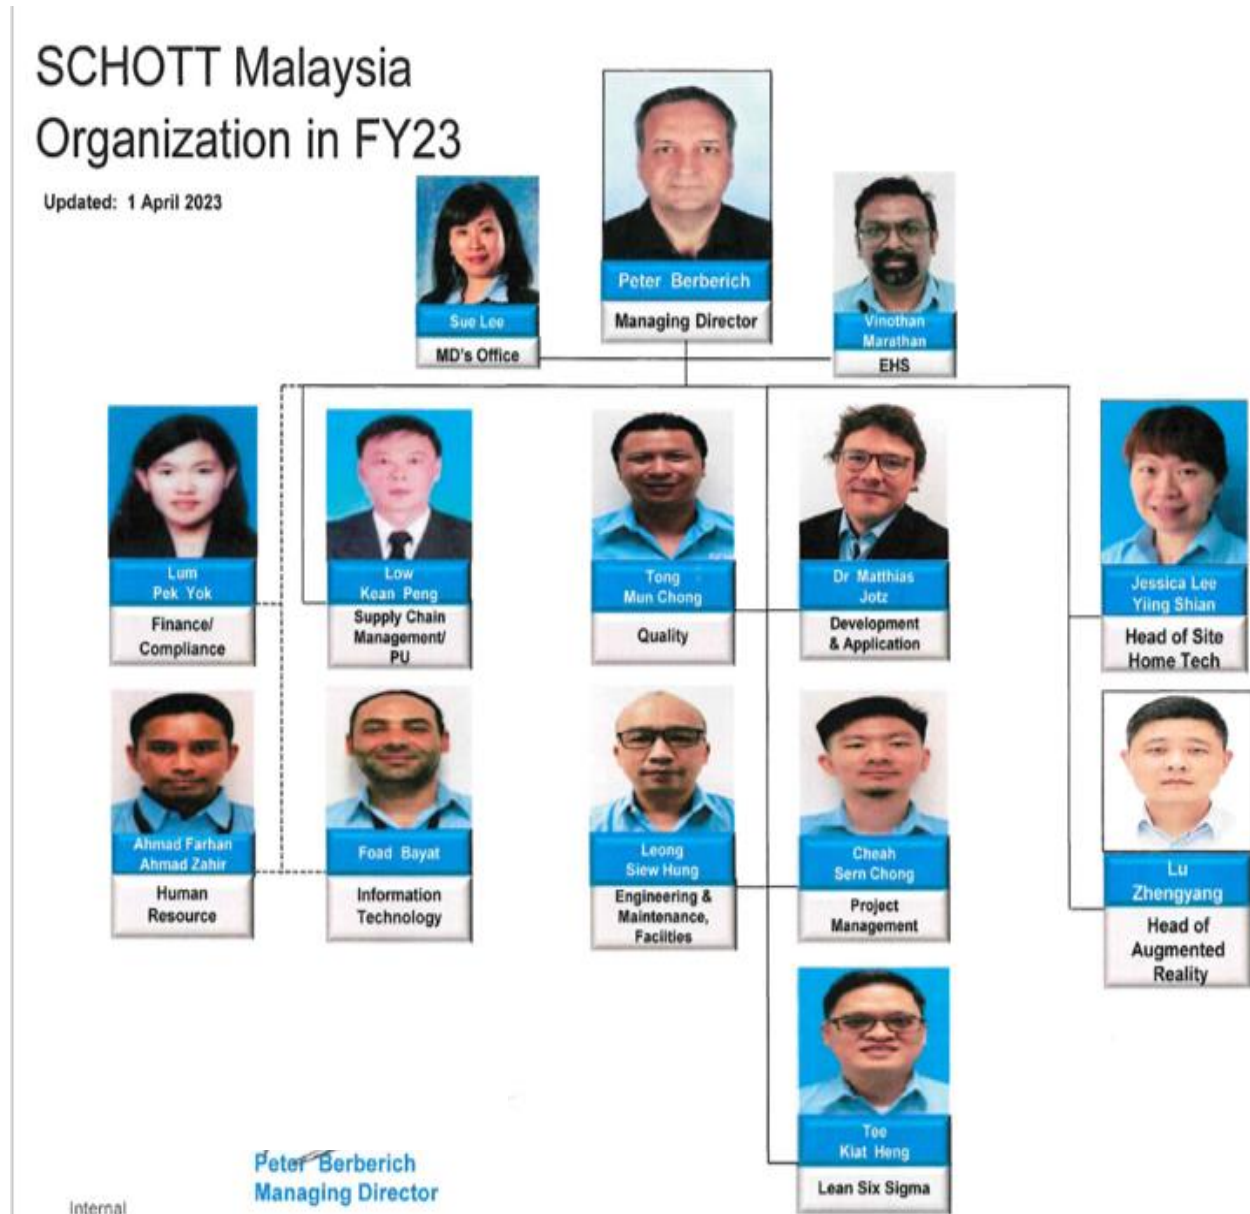 SCHOTT Malaysia
Organization in FY23
Updated: 1 April 2023
Peter Berberich
Managing Director
Sue Lee
MD's Office
Vinothan
Marathan
EHS
Lum
Pek Yok
Finance/
Compliance
Low
Kean Peng
Supply Chain
Management/
PU
Tong
Mun Chong
Quality
Dr Matthias
Jotz
Development
& Application
Jessica Lee
Yiing Shian
Head of Site
Home Tech
Ahmad Farhan
Ahmad Zahir
Human
Resource
Foad Bayat
Information
Technology
Leong
Siew Hung
Engineering &
Maintenance,
Faciities
Cheah
Sern Chong
Project
Management
Lu
Zhengyang
Head of
Augmented
Reality
Tee
Kiat Heng
Lean Six Sigma
Peter Berberich
Managing Director
Internal